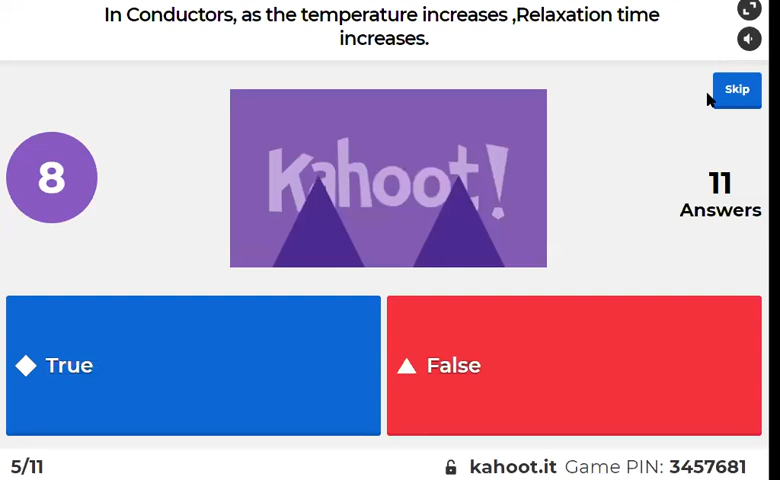 In Conductors, as the temperature increases ,Relaxation time
increases.
Skip
8
Kahoot!
11
Answers
True
False
5/11
kahoot.it Game PIN: 3457681